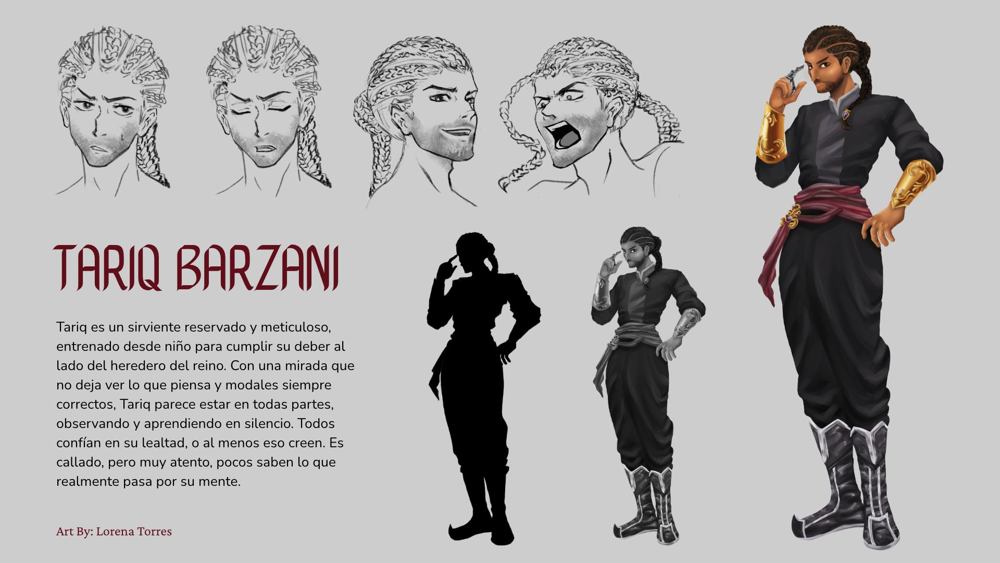 TARIQ BARZANI
Tariq es un sirviente reservado y meticuloso,
entrenado desde niño para cumplir su deber al
lado del heredero del reino. Con una mirada que
no deja ver lo que piensa y modales siempre
correctos, Tariq parece estar en todas partes,
observando y aprendiendo en silencio. Todos
confían en su lealtad, o al menos eso creen. Es
callado, pero muy atento, pocos saben lo que
realmente pasa por su mente.
Art By: Lorena Torres